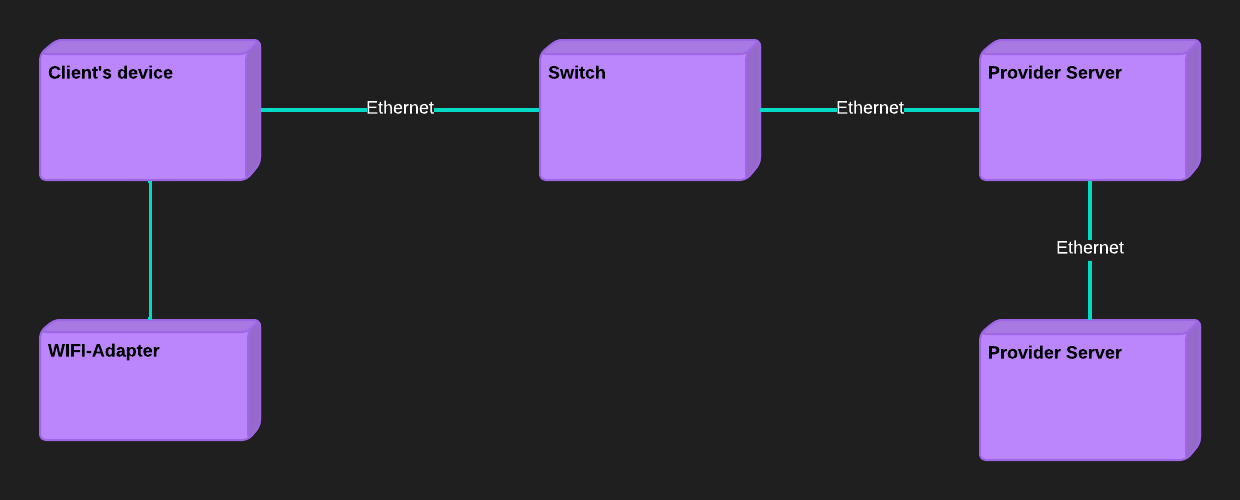 Client's device
Ethernet
Switch
Ethernet
Provider Server
Ethernet
WIFI-Adapter
Provider Server